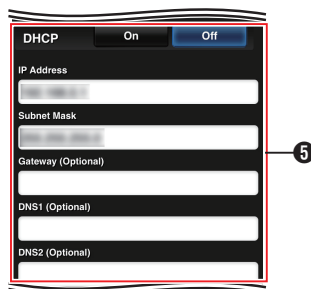 DHCP On Off
IP Address
Subnet Mask
Gateway (Optional)
DNS1 (Optional)
DNS2 (Optional)
5